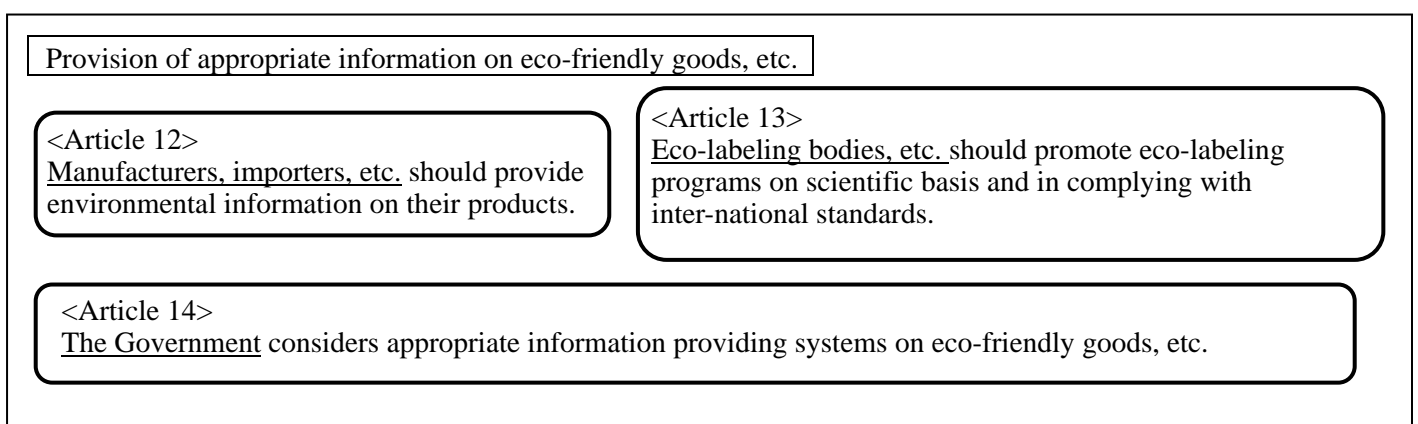 Provision of appropriate information on eco-friendly goods, etc.
<Article 12>
Manufacturers, importers, etc. should provide
environmental information on their products.
<Article 13>
Eco-labeling bodies, etc. should promote eco-labeling
programs on scientific basis and in complying with
inter-national standards.
<Article 14>
The Government considers appropriate information providing systems on eco-friendly goods, etc.